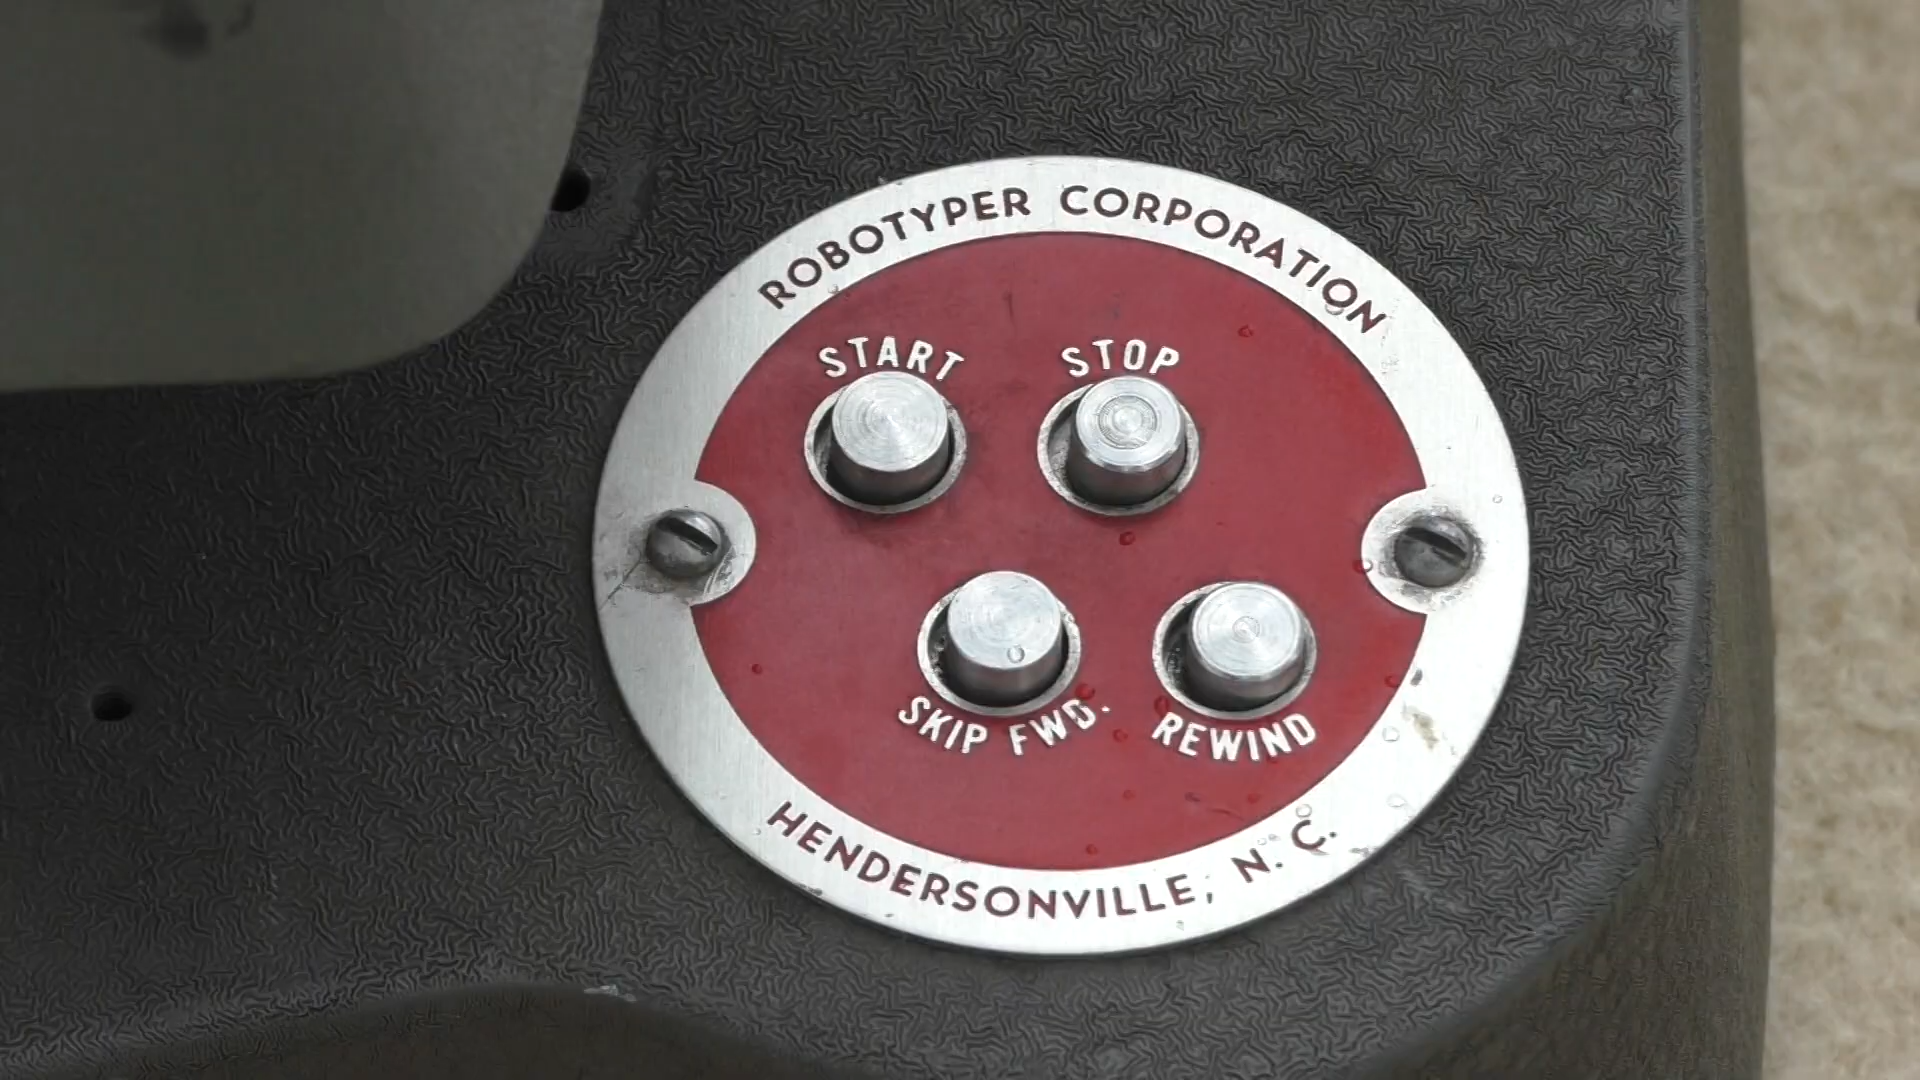 ROBOTYPER CORPORATION
START
STOP
SKIP FWD.
REWIND
HENDERSONVILLE, N. C.